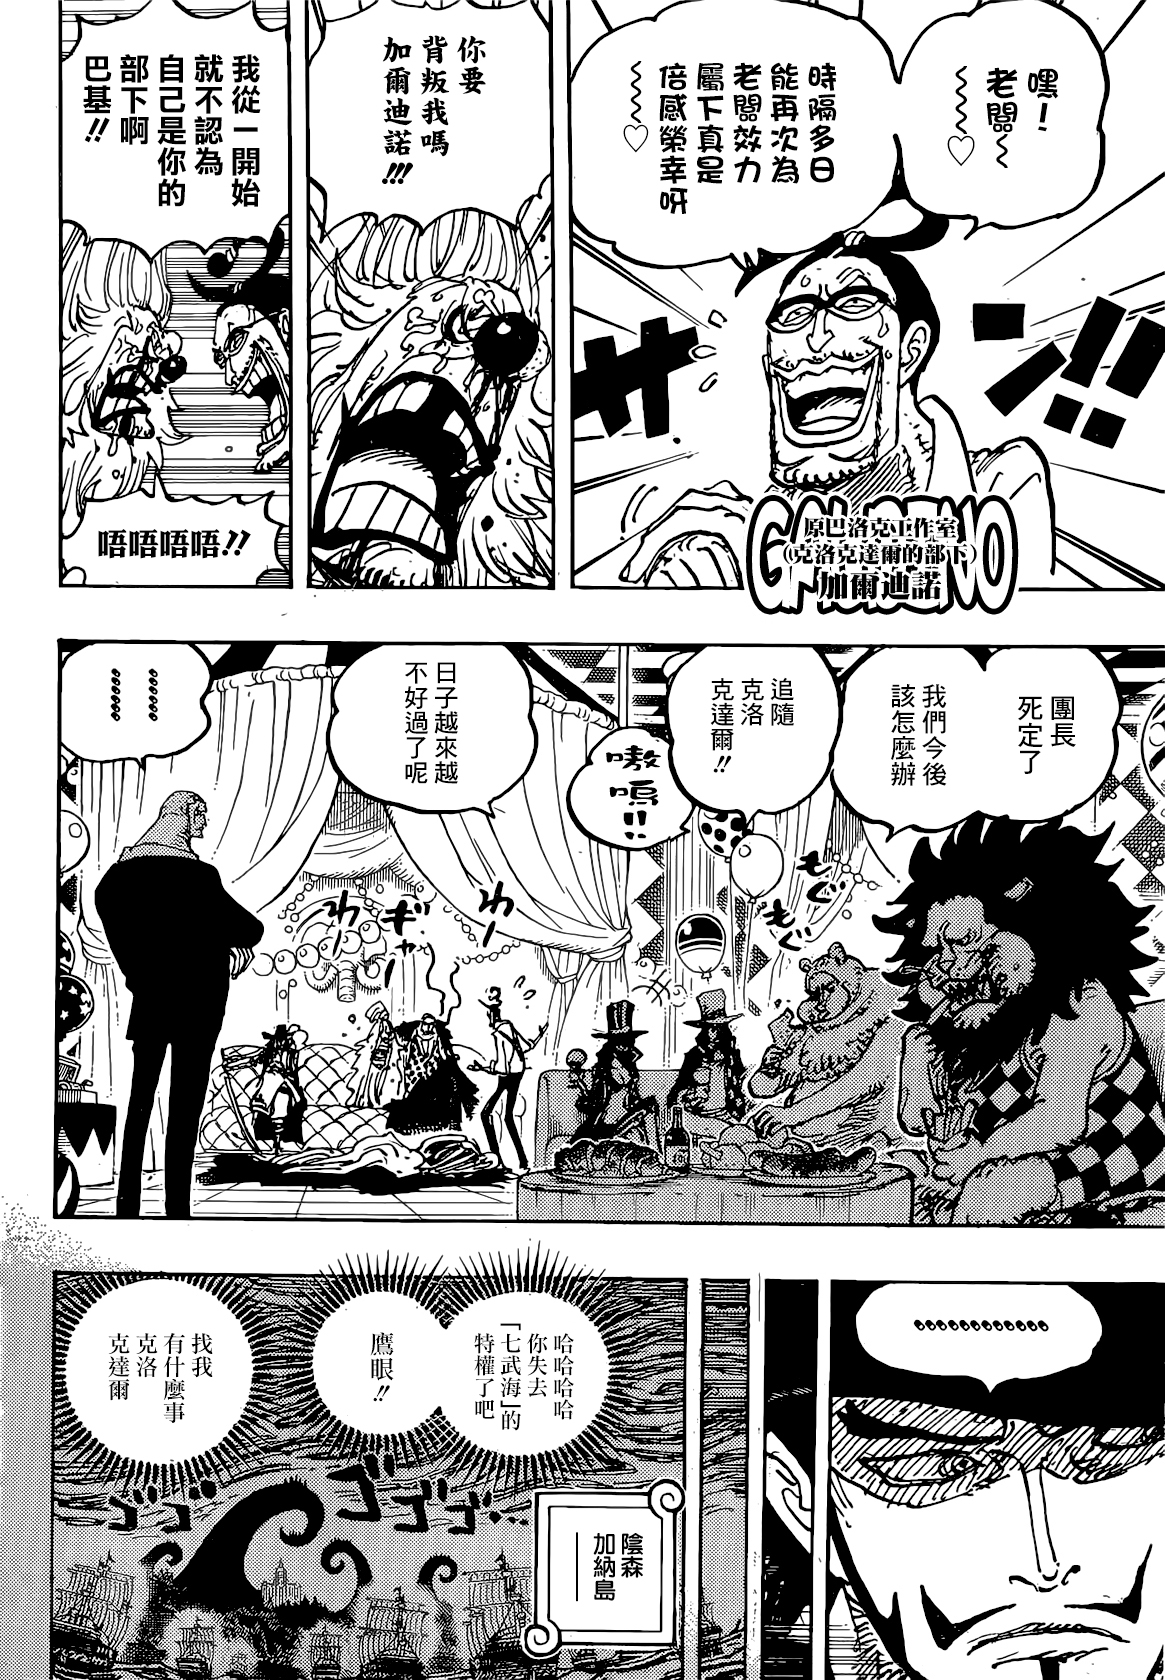 嘿！
老闆～
～～～♡
時隔多日
能再次為
老闆效力
屬下真是
倍感榮幸呀
～～～♡
サ
ン!!
GALDINO
原巴洛克工作室
（克洛克達爾的部下）
加爾迪諾
你要
背叛我嗎
加爾迪諾!!!
我從一開始
就不認為
自己是你的
部下啊
巴基!!
唔唔唔唔!!
團長
死定了
我們今後
該怎麼辦
追隨
克洛
克達爾!!
嗷嗚!!
日子越來越
不好過了呢
………
………
もぐもぐ
わー
ギャー
わー
…………
哈哈哈哈
你失去
「七武海」的
特權了吧
鷹眼!!
找我
有什麼事
克洛
克達爾
ゴゴゴ
ゴゴゴ
陰森
加納島
──